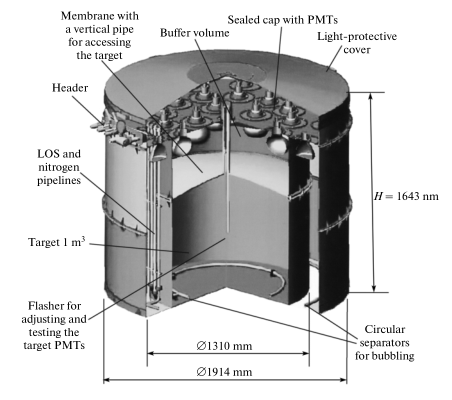 Membrane with
a vertical pipe
for accessing
the target
Buffer volume
Sealed cap with PMTs
Light-protective
cover
Header
LOS and
nitrogen
pipelines
H = 1643 nm
Target 1 m³
Flasher for
adjusting and
testing the
target PMTs
Circular
separators
for bubbling
∅1310 mm
∅1914 mm